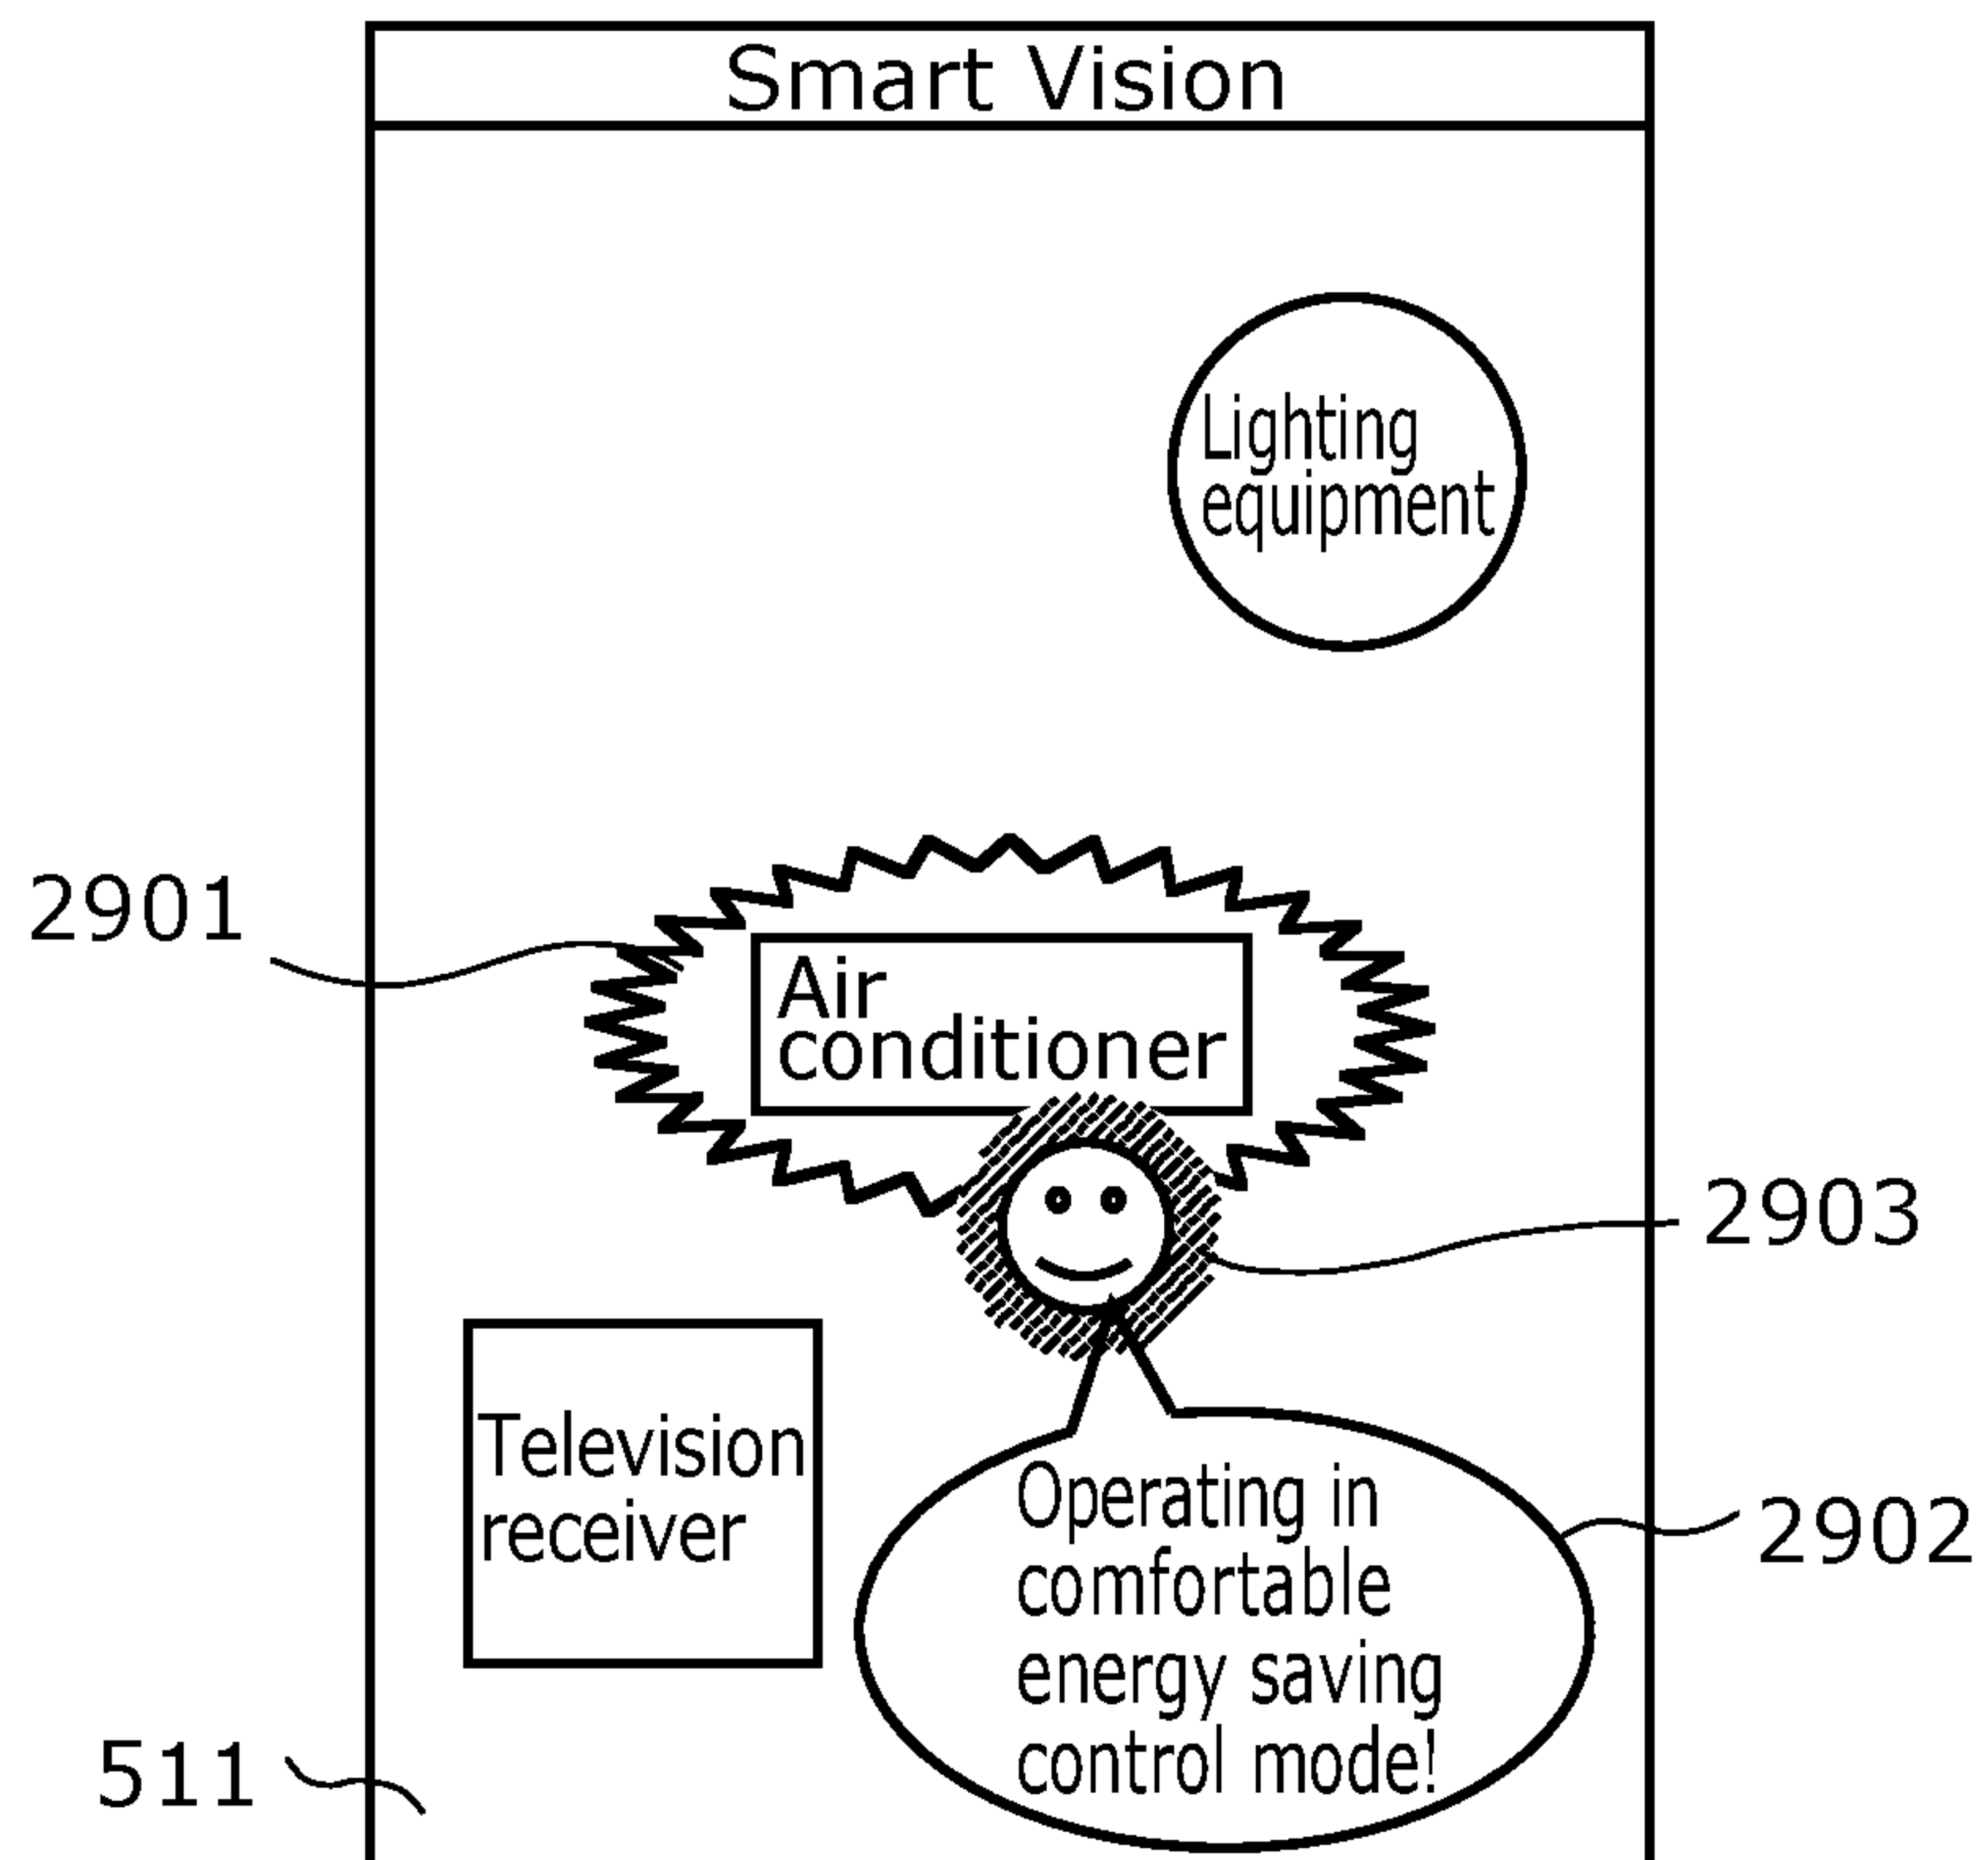 Smart Vision
Lighting
equipment
2901
Air
conditioner
2903
Television
receiver
Operating in
comfortable
energy saving
control mode!
2902
511